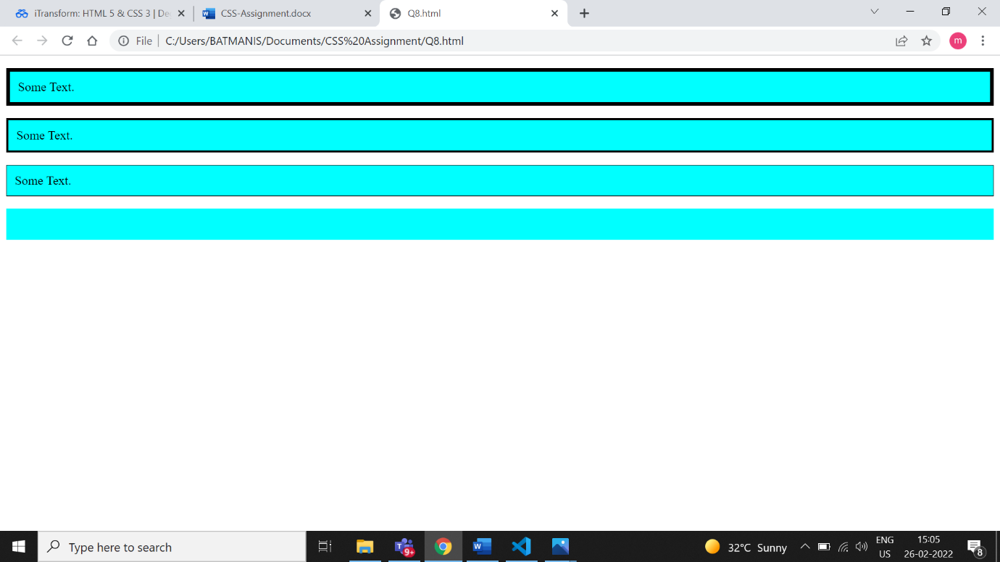 iTransform: HTML 5 & CSS 3 | De
CSS-Assignment.docx
Q8.html
File
C:/Users/BATMANIS/Documents/CSS%20Assignment/Q8.html
m
Some Text.
Some Text.
Some Text.
Type here to search
T
9+
W
32°C Sunny
ENG
US
15:05
26-02-2022
8